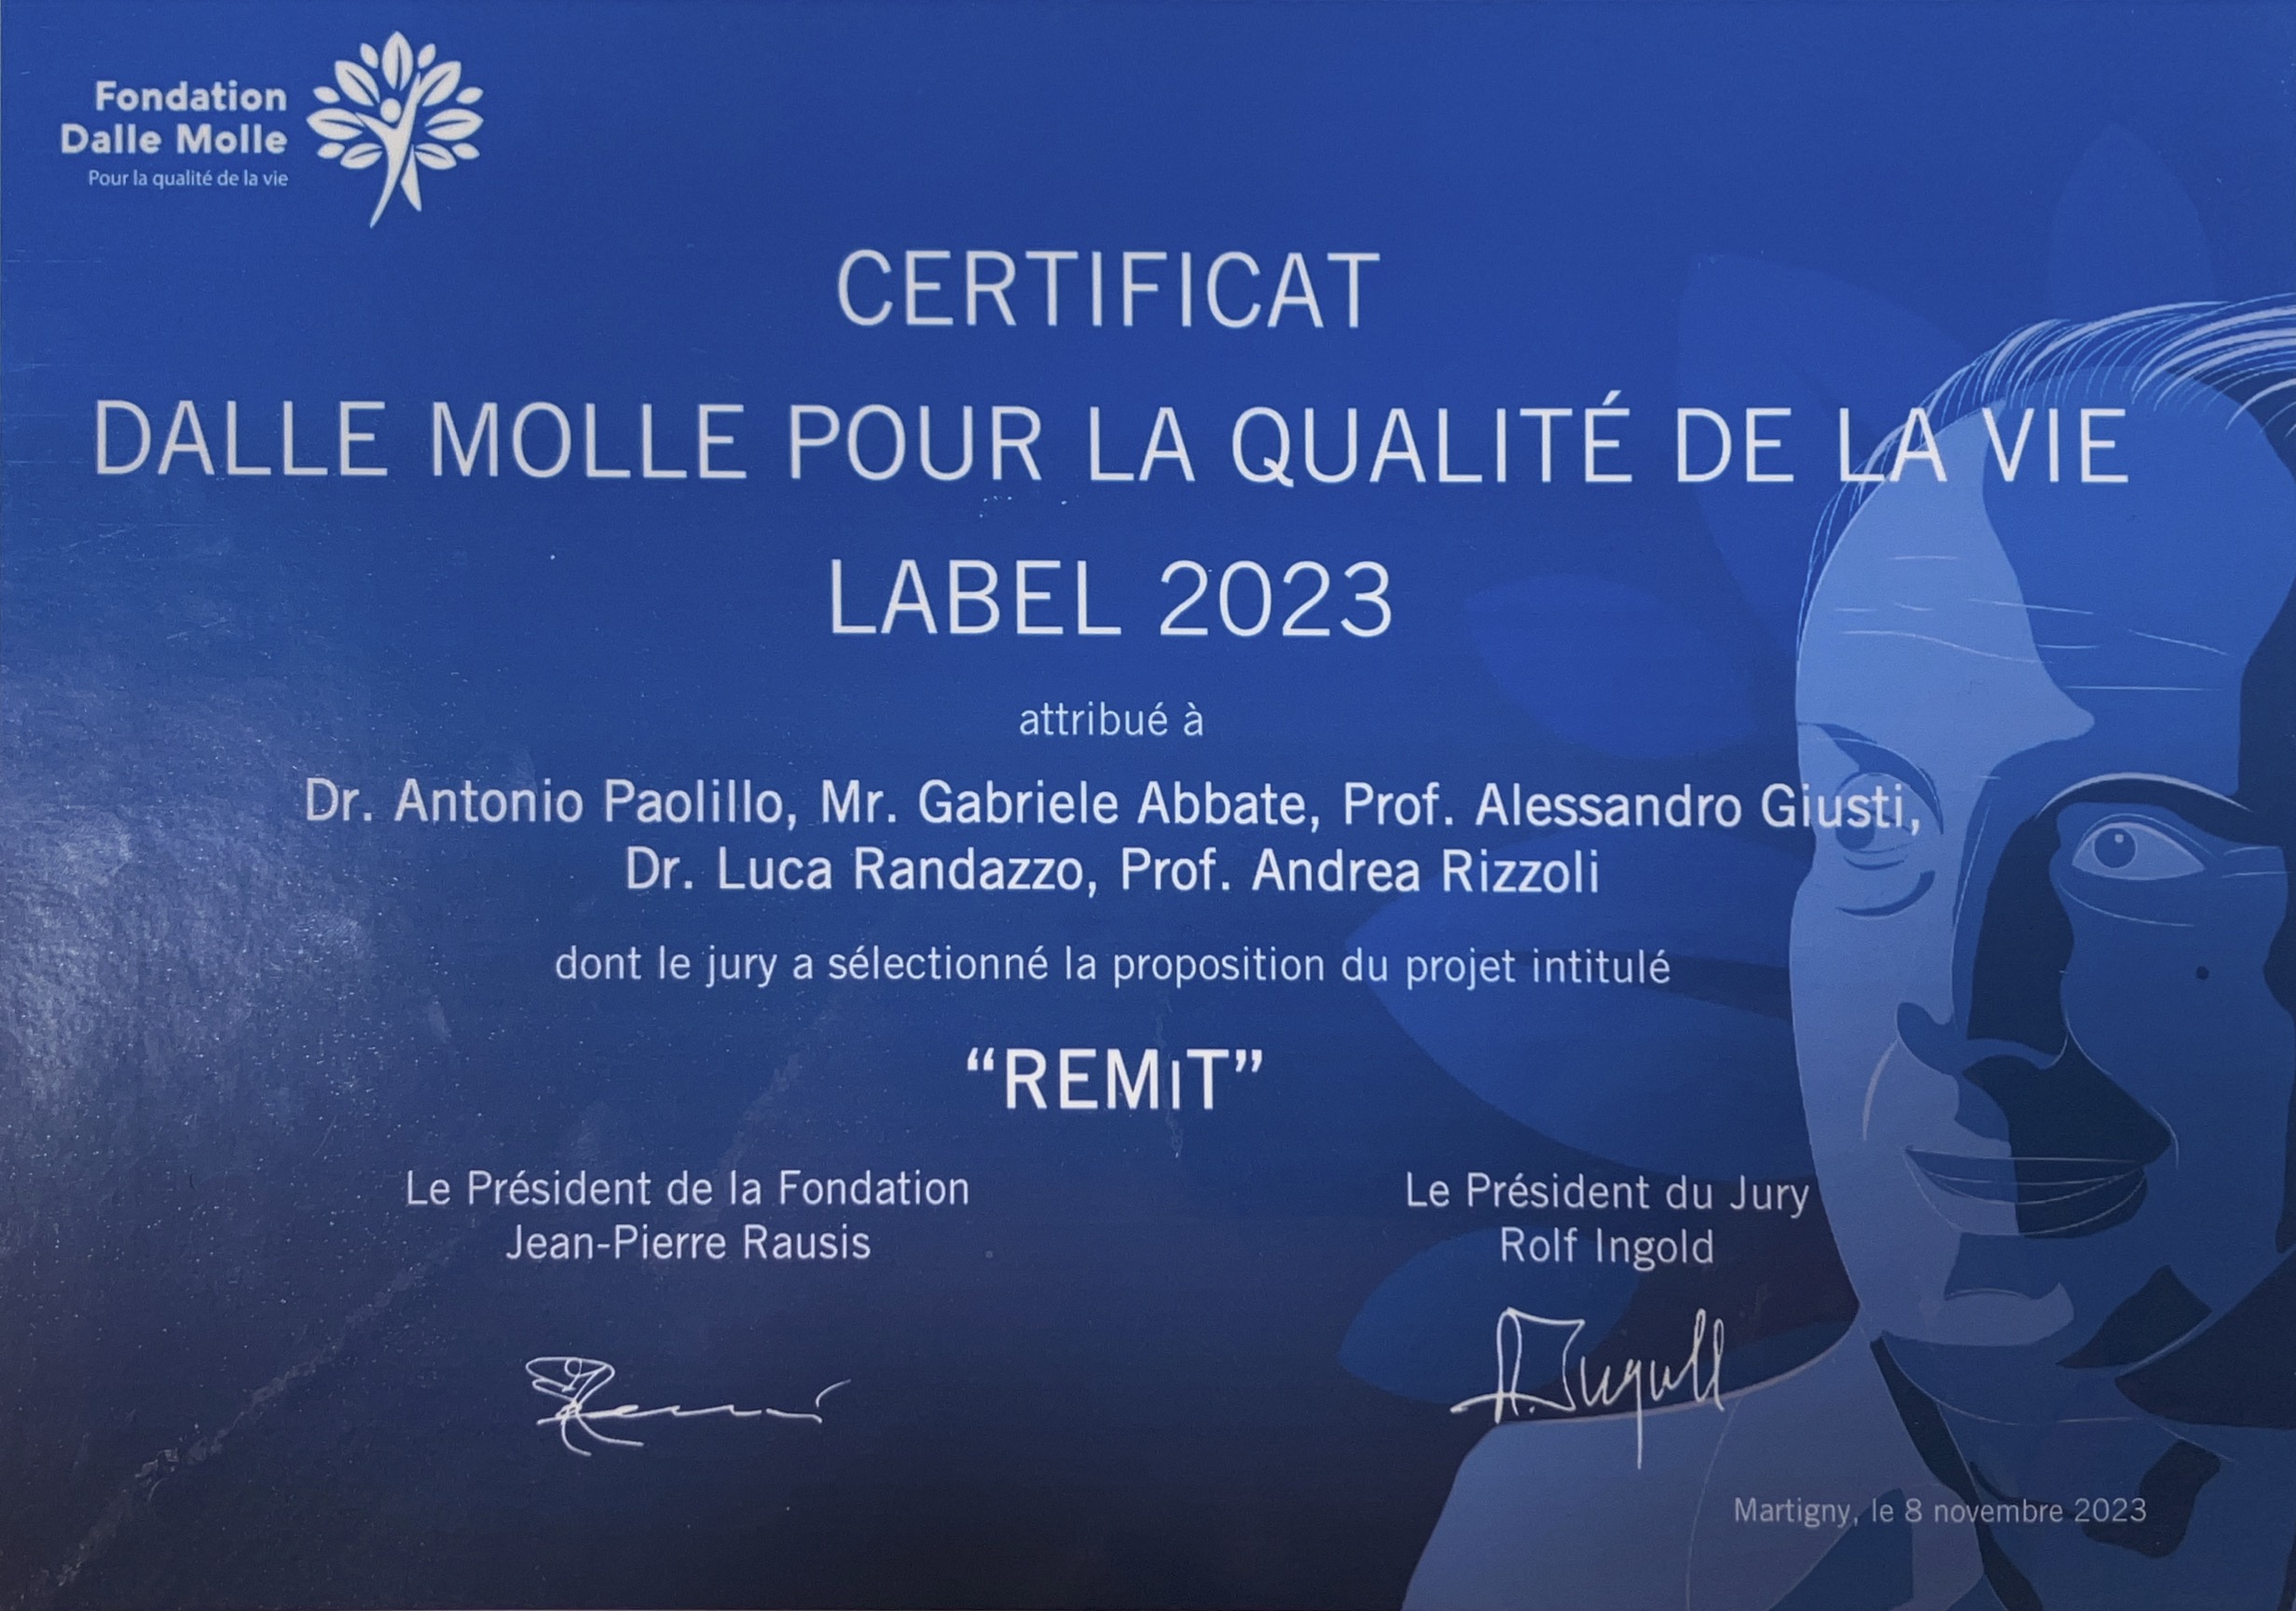 Fondation
Dalle Molle
Pour la qualité de la vie
CERTIFICAT
DALLE MOLLE POUR LA QUALITÉ DE LA VIE
LABEL 2023
attribué à
Dr. Antonio Paolillo, Mr. Gabriele Abbate, Prof. Alessandro Giusti,
Dr. Luca Randazzo, Prof. Andrea Rizzoli
dont le jury a sélectionné la proposition du projet intitulé
“REMıT”
Le Président de la Fondation
Jean-Pierre Rausis
Le Président du Jury
Rolf Ingold
Martigny, le 8 novembre 2023